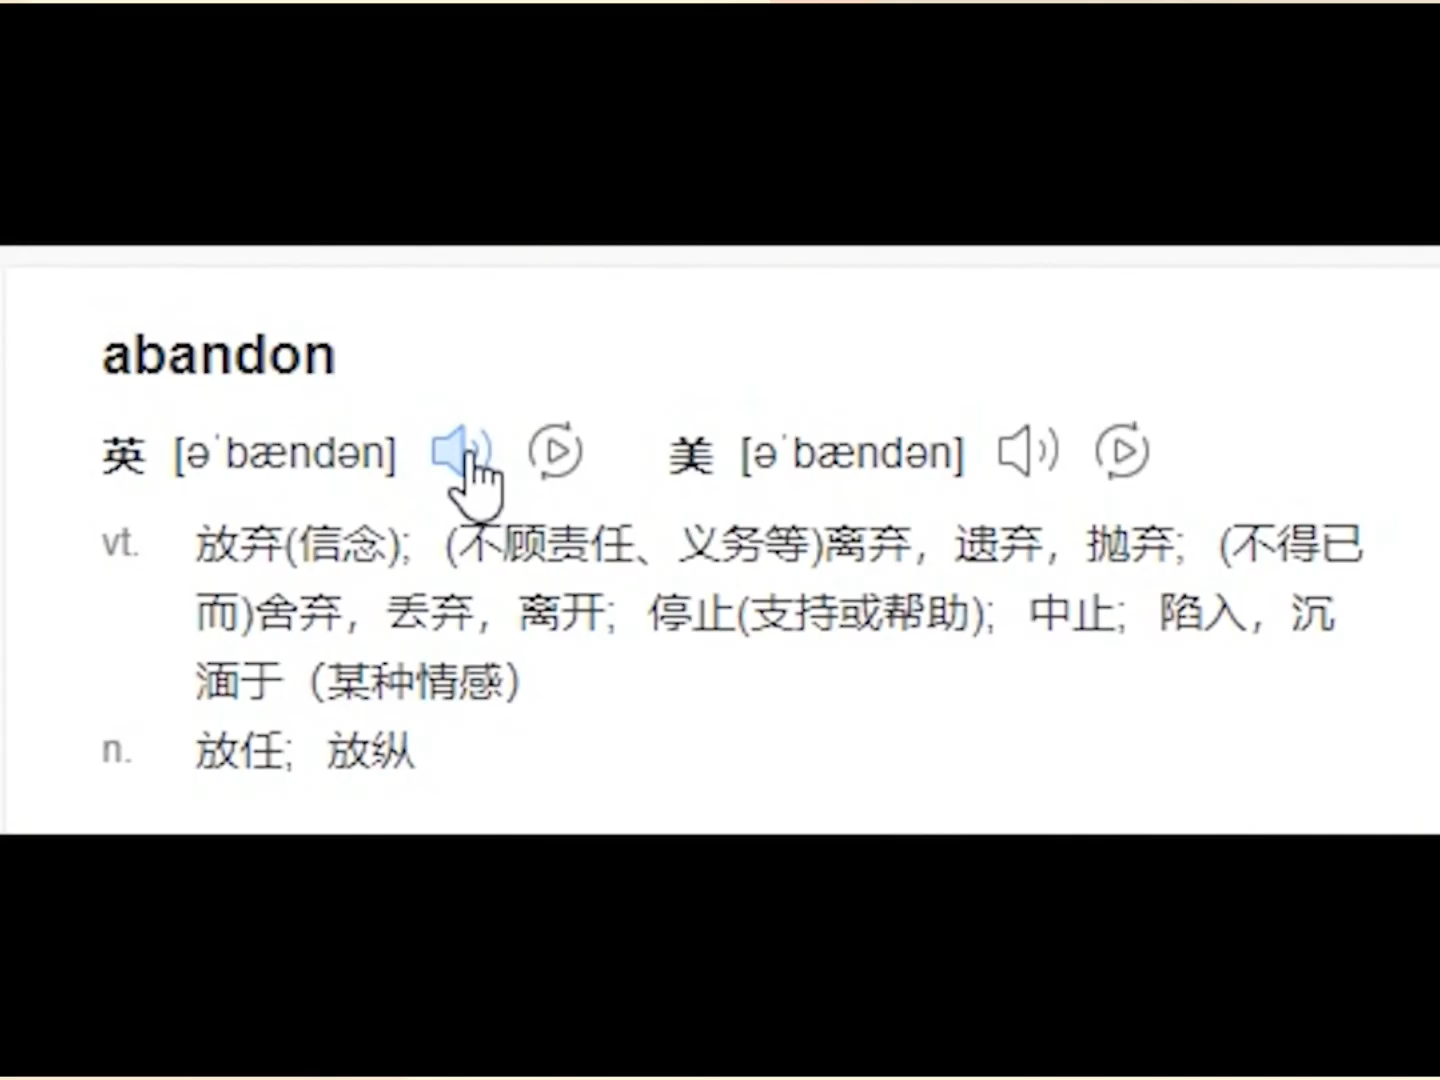 abandon
英 [əˈbændən] 美 [əˈbændən]
vt. 放弃(信念); (不顾责任、义务等)离弃，遗弃，抛弃; (不得已
而)舍弃，丢弃，离开; 停止(支持或帮助); 中止; 陷入，沉
湎于（某种情感）
n. 放任; 放纵